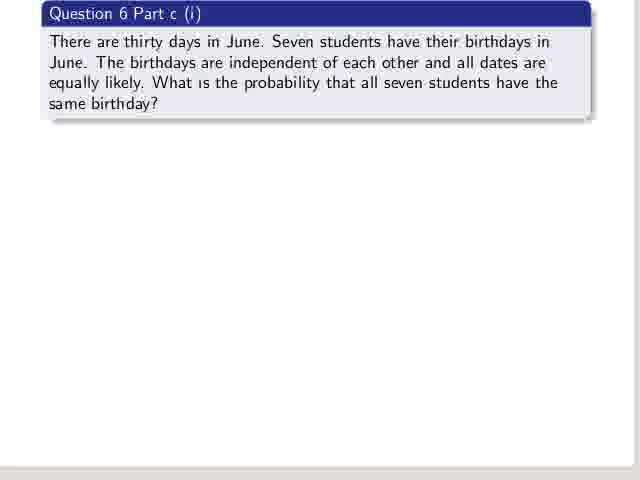 Question 6 Part c (i)
There are thirty days in June. Seven students have their birthdays in
June. The birthdays are independent of each other and all dates are
equally likely. What is the probability that all seven students have the
same birthday?